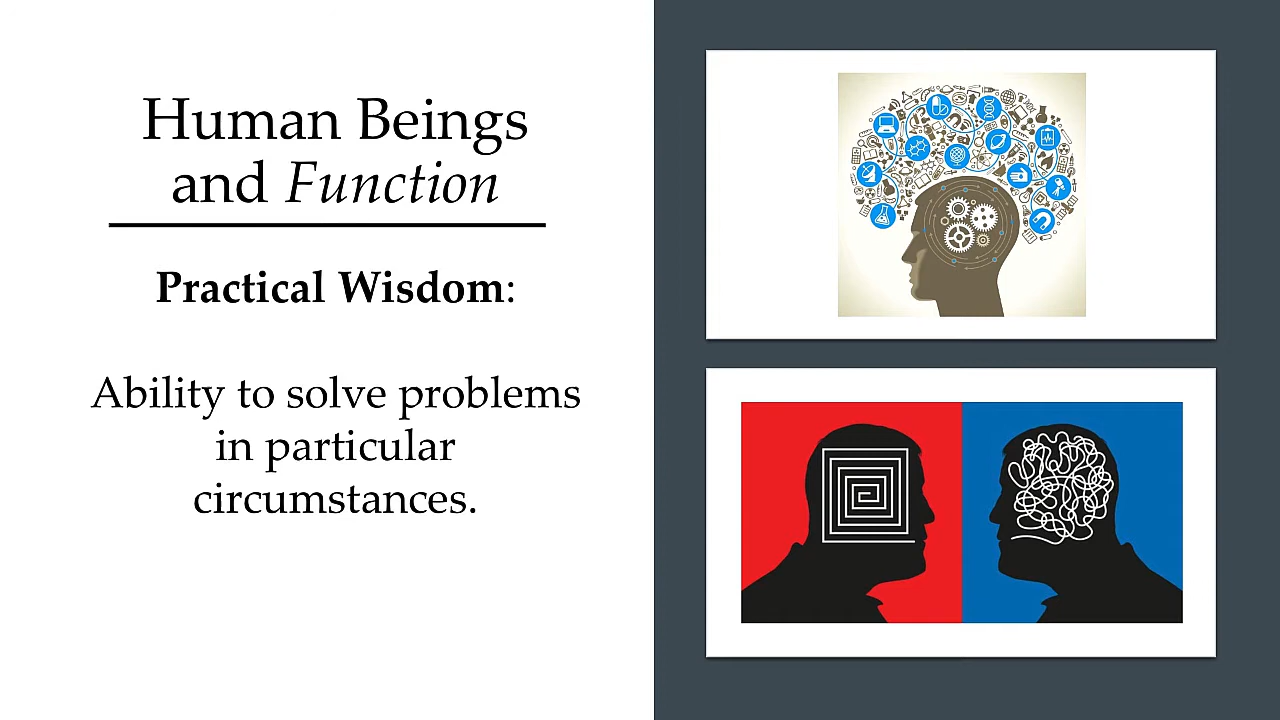 Human Beings
and Function
Practical Wisdom:
Ability to solve problems
in particular
circumstances.